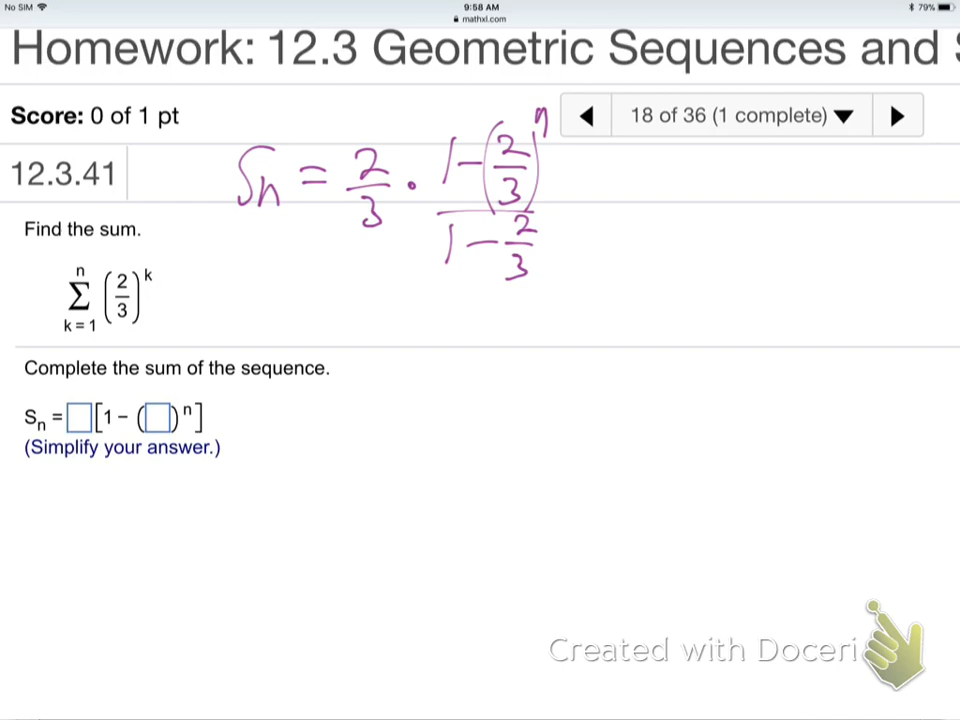 No SIM 9:58 AM 79%
mathxl.com
Homework: 12.3 Geometric Sequences and
Score: 0 of 1 pt
18 of 36 (1 complete)
12.3.41
Sn = 2/3 · (1 - (2/3)^n)/(1 - 2/3)
Find the sum.
n
Σ (2/3)^k
k = 1
Complete the sum of the sequence.
Sn = [1 - ( )^n]
(Simplify your answer.)
Created with Doceri